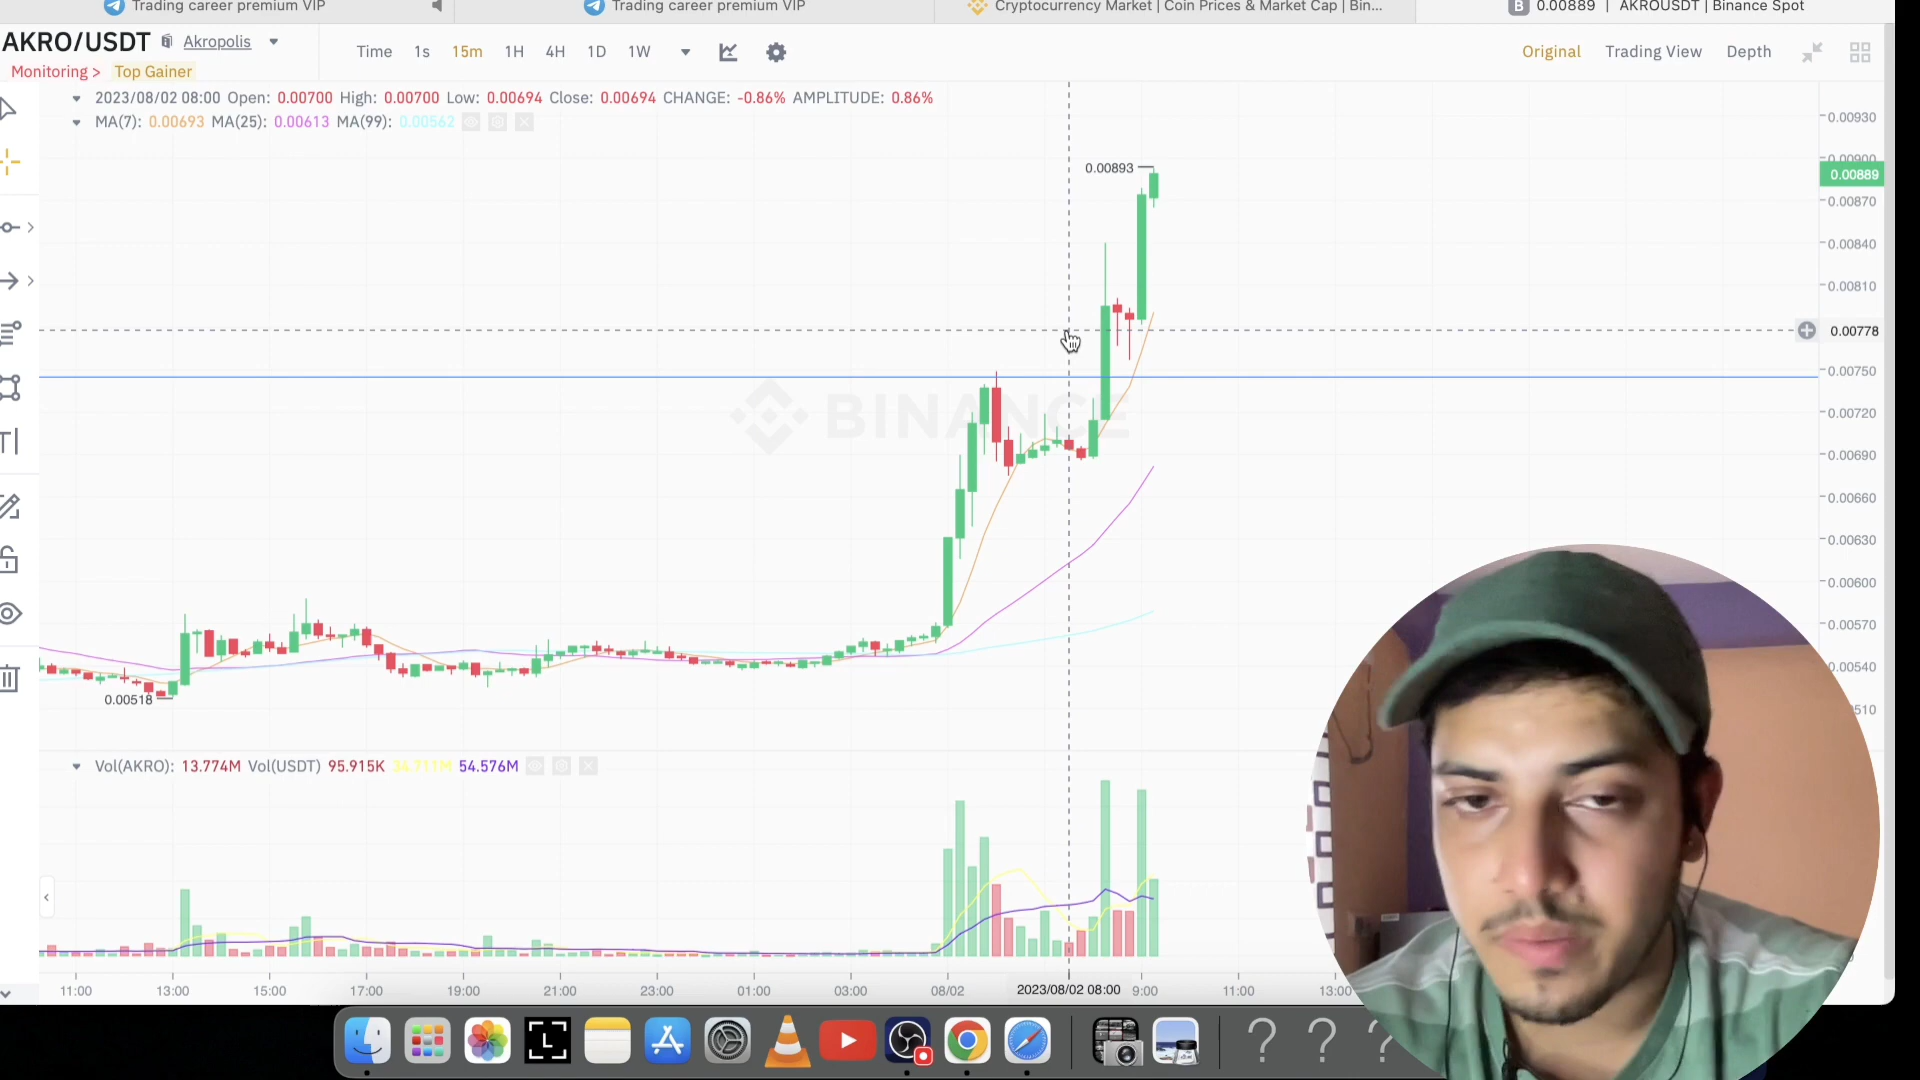 Trading career premium VIP
Trading career premium VIP
Cryptocurrency Market | Coin Prices & Market Cap | Bin...
0.00889 | AKROUSDT | Binance Spot
AKRO/USDT Akropolis
Time 1s 15m 1H 4H 1D 1W
Original Trading View Depth
Monitoring > Top Gainer
2023/08/02 08:00 Open: 0.00700 High: 0.00700 Low: 0.00694 Close: 0.00694 CHANGE: -0.86% AMPLITUDE: 0.86%
MA(7): 0.00693 MA(25): 0.00613 MA(99): 0.00562
0.00930
0.00893
0.00900
0.00889
0.00870
0.00840
0.00810
0.00778
0.00750
BINANCE
0.00720
0.00690
0.00660
0.00630
0.00600
0.00570
0.00540
0.00518
510
Vol(AKRO): 13.774M Vol(USDT) 95.915K 34.711M 54.576M
11:00 13:00 15:00 17:00 19:00 21:00 23:00 01:00 03:00 08/02 2023/08/02 08:00 9:00 11:00 13:00